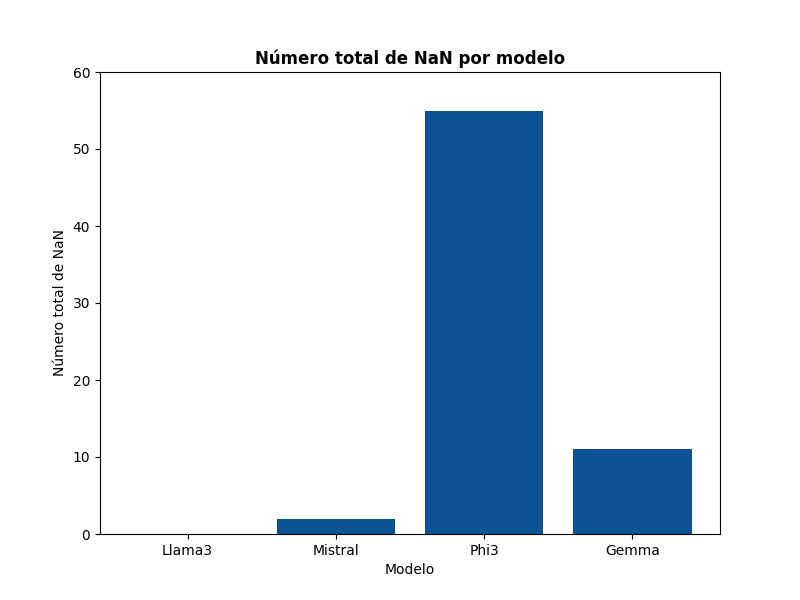 Número total de NaN por modelo
Número total de NaN
60
50
40
30
20
10
0
Llama3 Mistral Phi3 Gemma
Modelo